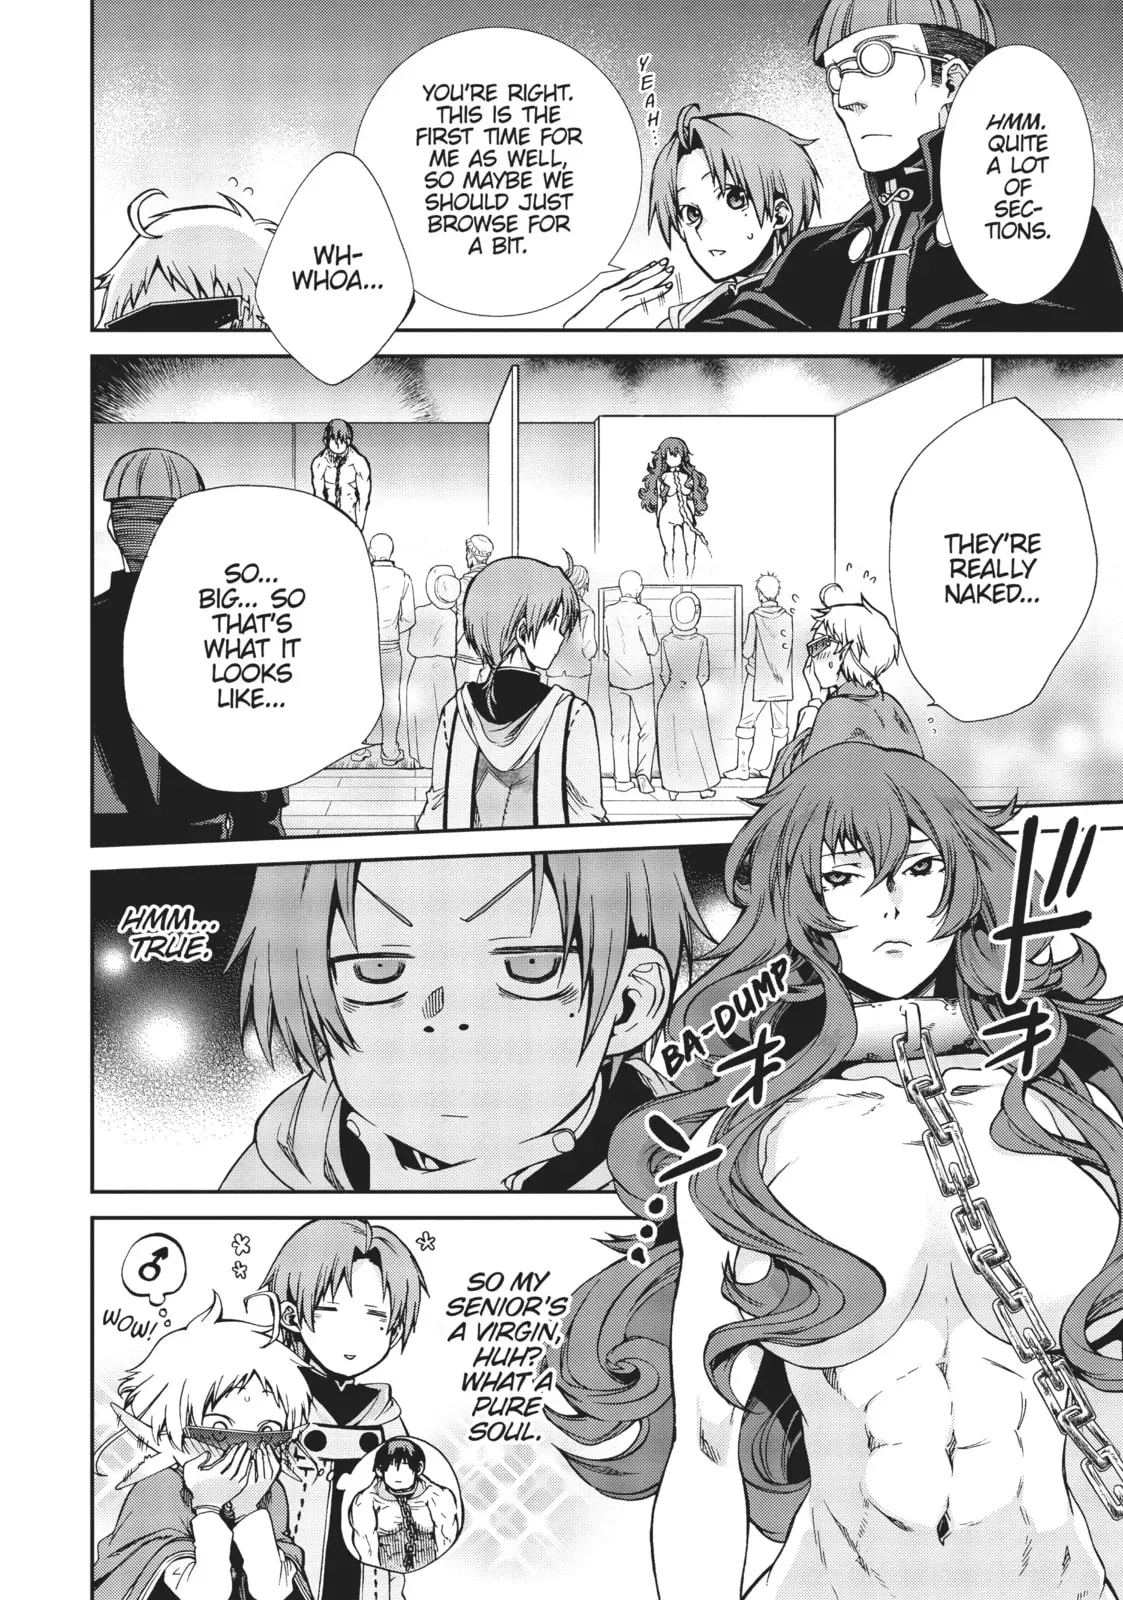 HMM.
QUITE
A LOT
OF
SEC-
TIONS.
YEAH...
YOU'RE RIGHT.
THIS IS THE
FIRST TIME FOR
ME AS WELL,
SO MAYBE WE
SHOULD JUST
BROWSE FOR
A BIT.
WH-
WHOA...
THEY'RE
REALLY
NAKED...
SO...
BIG... SO
THAT'S
WHAT IT
LOOKS
LIKE...
ドキドキ
BA-DUMP
HMM...
TRUE.
♂
WOW!
SO MY
SENIOR'S
A VIRGIN,
HUH?
WHAT A
PURE
SOUL.